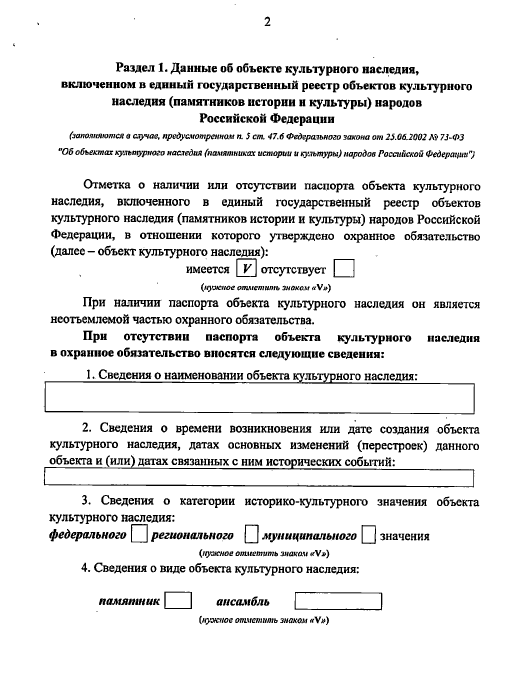 2
Раздел 1. Данные об объекте культурного наследия,
включенном в единый государственный реестр объектов культурного
наследия (памятников истории и культуры) народов
Российской Федерации
(заполняются в случае, предусмотренном п. 5 ст. 47.6 Федерального закона от 25.06.2002 № 73-ФЗ
"Об объектах культурного наследия (памятниках истории и культуры) народов Российской Федерации")
Отметка о наличии или отсутствии паспорта объекта культурного
наследия, включенного в единый государственный реестр объектов
культурного наследия (памятников истории и культуры) народов Российской
Федерации, в отношении которого утверждено охранное обязательство
(далее – объект культурного наследия):
имеется V отсутствует
(нужное отметить знаком «V»)
При наличии паспорта объекта культурного наследия он является
неотъемлемой частью охранного обязательства.
При отсутствии паспорта объекта культурного наследия
в охранное обязательство вносятся следующие сведения:
1. Сведения о наименовании объекта культурного наследия:
2. Сведения о времени возникновения или дате создания объекта
культурного наследия, датах основных изменений (перестроек) данного
объекта и (или) датах связанных с ним исторических событий:
3. Сведения о категории историко-культурного значения объекта
культурного наследия:
федерального регионального муниципального значения
(нужное отметить знаком «V»)
4. Сведения о виде объекта культурного наследия:
памятник ансамбль
(нужное отметить знаком «V»)